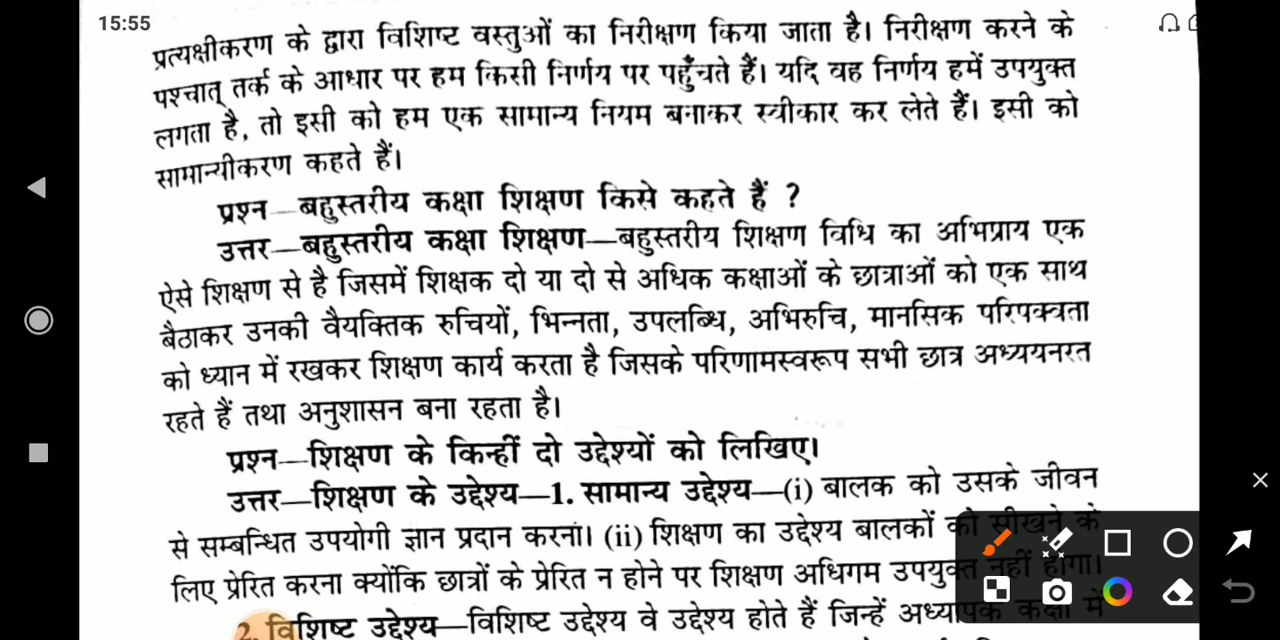 15:55
प्रत्यक्षीकरण के द्वारा विशिष्ट वस्तुओं का निरीक्षण किया जाता है। निरीक्षण करने के
पश्चात् तर्क के आधार पर हम किसी निर्णय पर पहुँचते हैं। यदि वह निर्णय हमें उपयुक्त
लगता है, तो इसी को हम एक सामान्य नियम बनाकर स्वीकार कर लेते हैं। इसी को
सामान्यीकरण कहते हैं।
प्रश्न—बहुस्तरीय कक्षा शिक्षण किसे कहते हैं ?
उत्तर—बहुस्तरीय कक्षा शिक्षण—बहुस्तरीय शिक्षण विधि का अभिप्राय एक
ऐसे शिक्षण से है जिसमें शिक्षक दो या दो से अधिक कक्षाओं के छात्राओं को एक साथ
बैठाकर उनकी वैयक्तिक रुचियों, भिन्नता, उपलब्धि, अभिरुचि, मानसिक परिपक्वता
को ध्यान में रखकर शिक्षण कार्य करता है जिसके परिणामस्वरूप सभी छात्र अध्ययनरत
रहते हैं तथा अनुशासन बना रहता है।
प्रश्न—शिक्षण के किन्हीं दो उद्देश्यों को लिखिए।
उत्तर—शिक्षण के उद्देश्य—1. सामान्य उद्देश्य—(i) बालक को उसके जीवन
से सम्बन्धित उपयोगी ज्ञान प्रदान करना। (ii) शिक्षण का उद्देश्य बालकों को सीखने के
लिए प्रेरित करना क्योंकि छात्रों के प्रेरित न होने पर शिक्षण अधिगम उपयुक्त नहीं होगा।
2. विशिष्ट उद्देश्य—विशिष्ट उद्देश्य वे उद्देश्य होते हैं जिन्हें अध्यापक कक्षा में